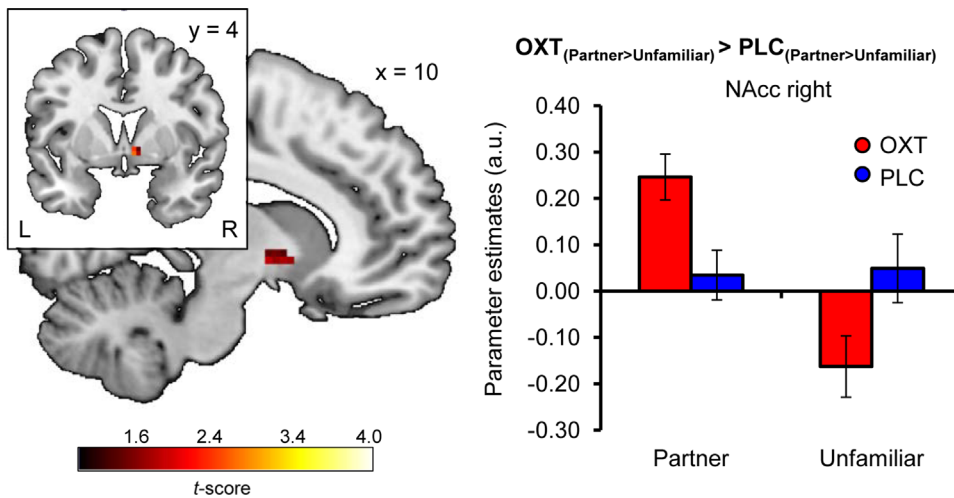 y = 4
x = 10
L R
1.6 2.4 3.4 4.0
t-score
OXT(Partner>Unfamiliar) > PLC(Partner>Unfamiliar)
NAcc right
Parameter estimates (a.u.)
0.40
0.30
0.20
0.10
0.00
-0.10
-0.20
-0.30
OXT
PLC
Partner Unfamiliar